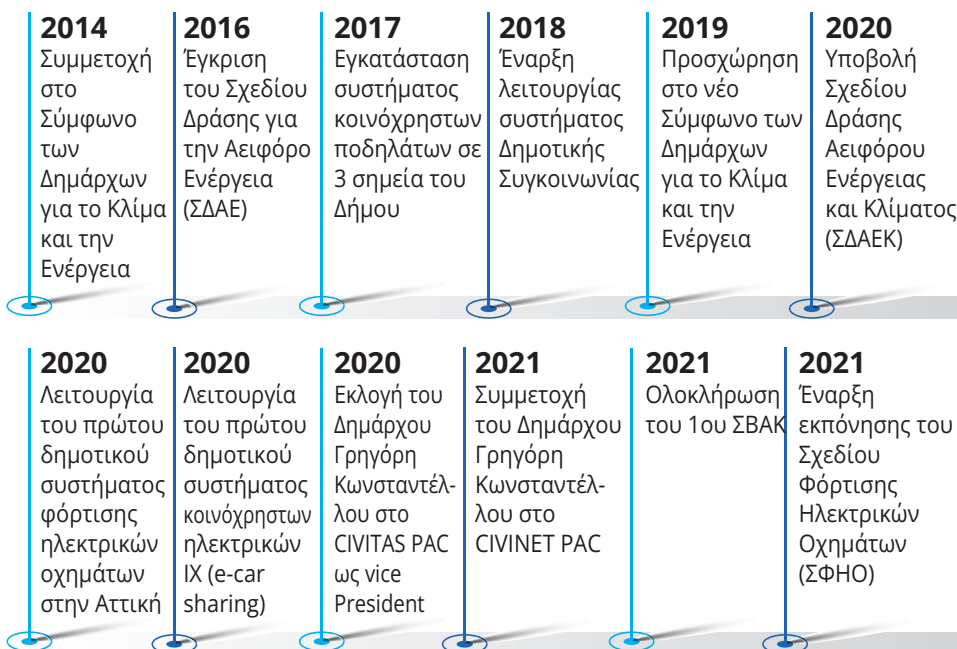 2014
Συμμετοχή
στο
Σύμφωνο
των
Δημάρχων
για το Κλίμα
και την
Ενέργεια
2016
Έγκριση
του Σχεδίου
Δράσης για
την Αειφόρο
Ενέργεια
(ΣΔΑΕ)
2017
Εγκατάσταση
συστήματος
κοινόχρηστων
ποδηλάτων σε
3 σημεία του
Δήμου
2018
Έναρξη
λειτουργίας
συστήματος
Δημοτικής
Συγκοινωνίας
2019
Προσχώρηση
στο νέο
Σύμφωνο των
Δημάρχων
για το Κλίμα
και την
Ενέργεια
2020
Υποβολή
Σχεδίου
Δράσης
Αειφόρου
Ενέργειας
και Κλίματος
(ΣΔΑΕΚ)
2020
Λειτουργία
του πρώτου
δημοτικού
συστήματος
φόρτισης
ηλεκτρικών
οχημάτων
στην Αττική
2020
Λειτουργία
του πρώτου
δημοτικού
συστήματος
κοινόχρηστων
ηλεκτρικών
ΙΧ (e-car
sharing)
2020
Εκλογή του
Δημάρχου
Γρηγόρη
Κωνσταντέλ-
λου στο
CIVITAS PAC
ως vice
President
2021
Συμμετοχή
του Δημάρχου
Γρηγόρη
Κωνσταντέλ-
λου στο
CIVINET PAC
2021
Ολοκλήρωση
του 1ου ΣΒΑΚ
2021
Έναρξη
εκπόνησης του
Σχεδίου
Φόρτισης
Ηλεκτρικών
Οχημάτων
(ΣΦΗΟ)